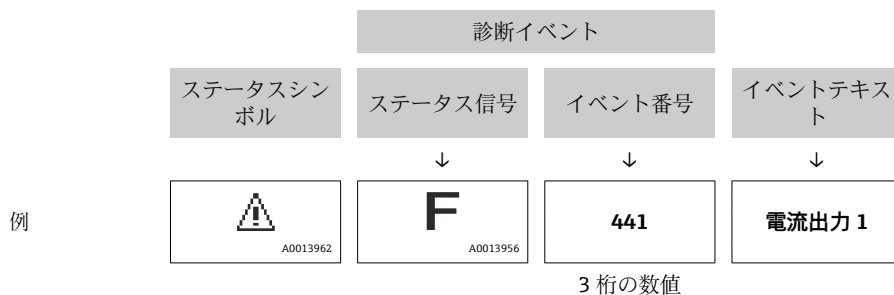 診断イベント
ステータスシン
ボル
ステータス信号
イベント番号
イベントテキス
ト
↓
↓
↓
例
A0013962
F
A0013956
441
電流出力 1
3 桁の数値